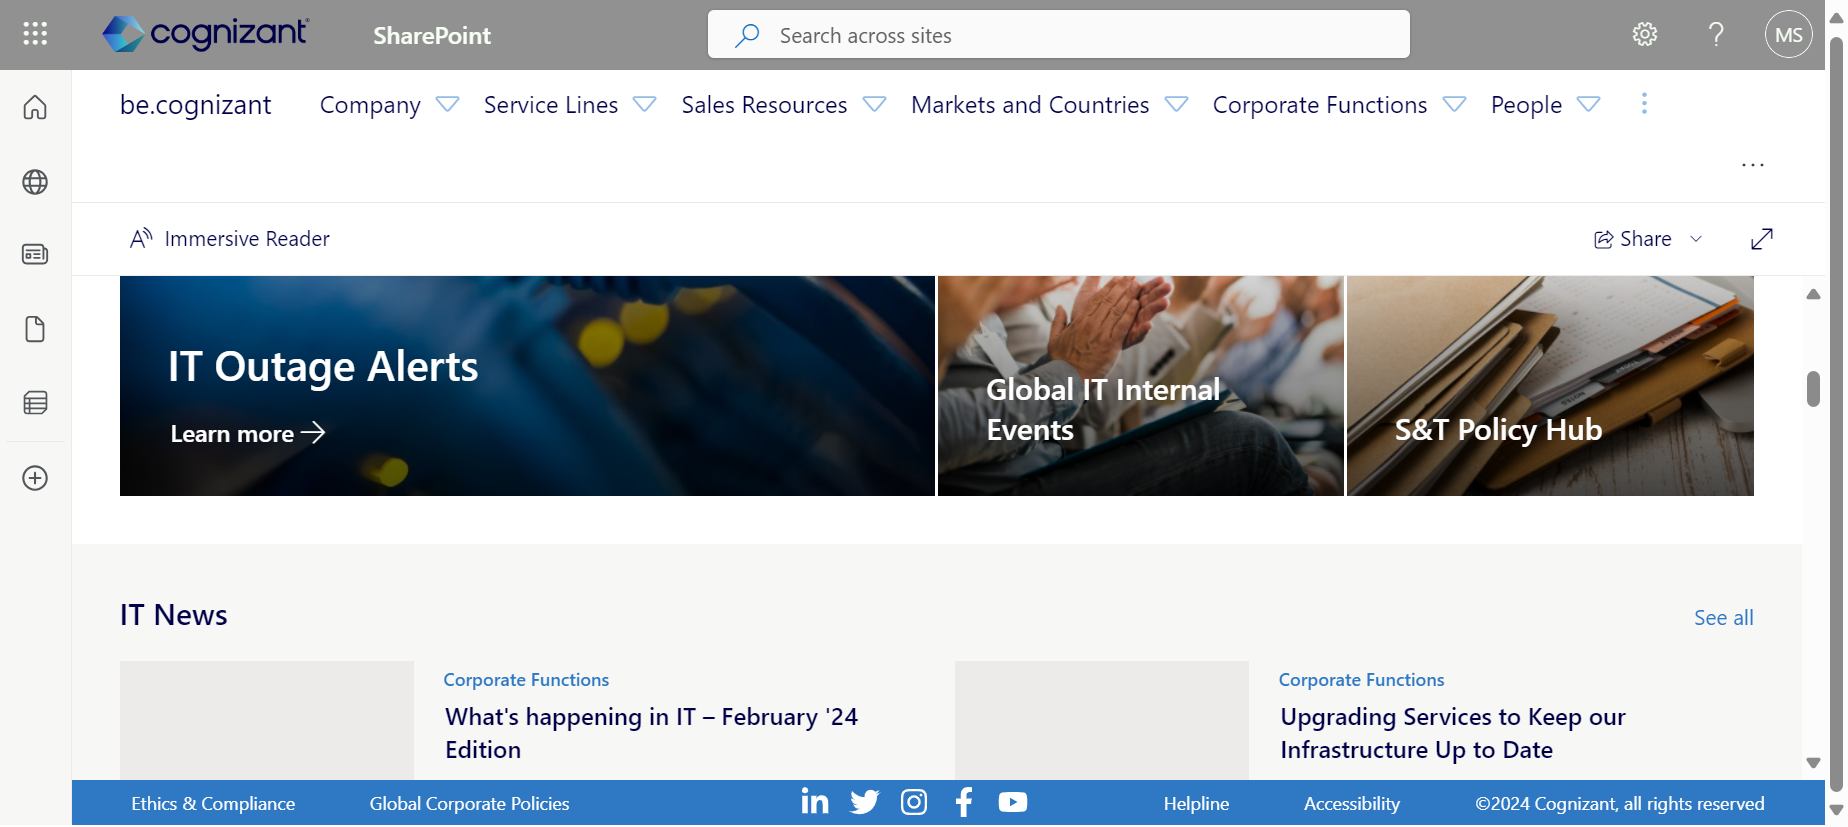 cognizant
SharePoint
Search across sites
?
MS
be.cognizant
Company
Service Lines
Sales Resources
Markets and Countries
Corporate Functions
People
Immersive Reader
Share
IT Outage Alerts
Learn more
Global IT Internal
Events
S&T Policy Hub
IT News
See all
Corporate Functions
What's happening in IT – February '24
Edition
Corporate Functions
Upgrading Services to Keep our
Infrastructure Up to Date
Ethics & Compliance
Global Corporate Policies
Helpline
Accessibility
©2024 Cognizant, all rights reserved